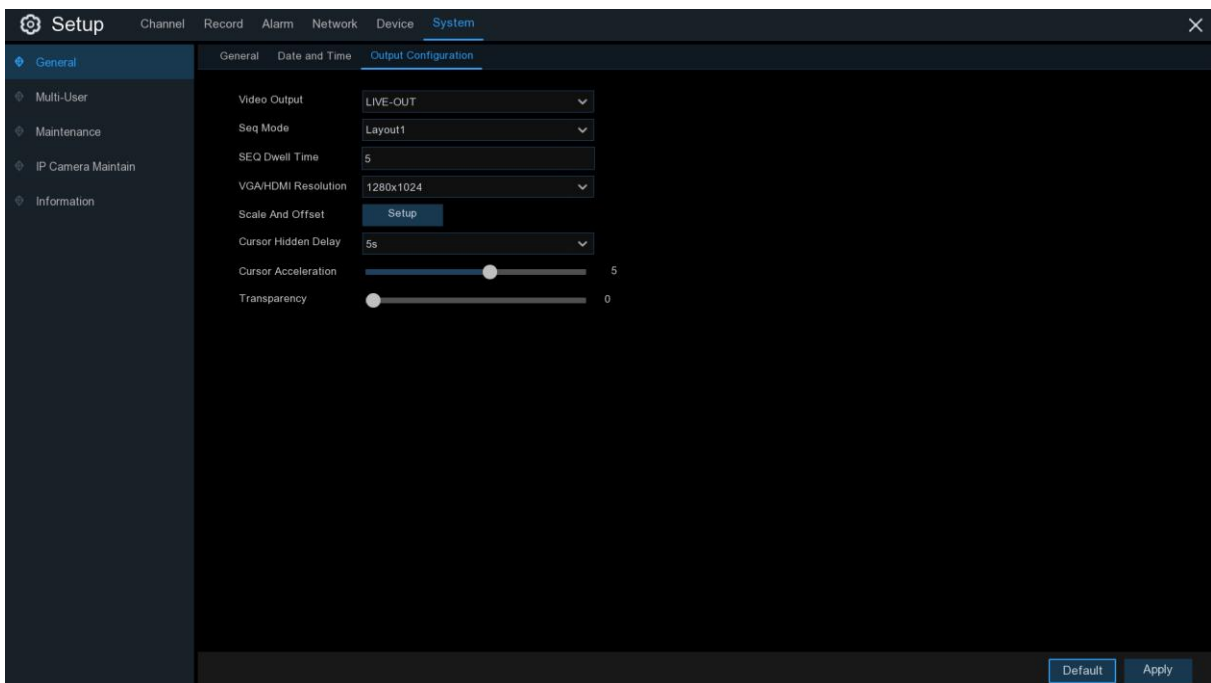 Setup Channel Record Alarm Network Device System
General
Multi-User
Maintenance
IP Camera Maintain
Information
General Date and Time Output Configuration
Video Output LIVE-OUT
Seq Mode Layout1
SEQ Dwell Time 5
VGA/HDMI Resolution 1280x1024
Scale And Offset Setup
Cursor Hidden Delay 5s
Cursor Acceleration 5
Transparency 0
Default Apply